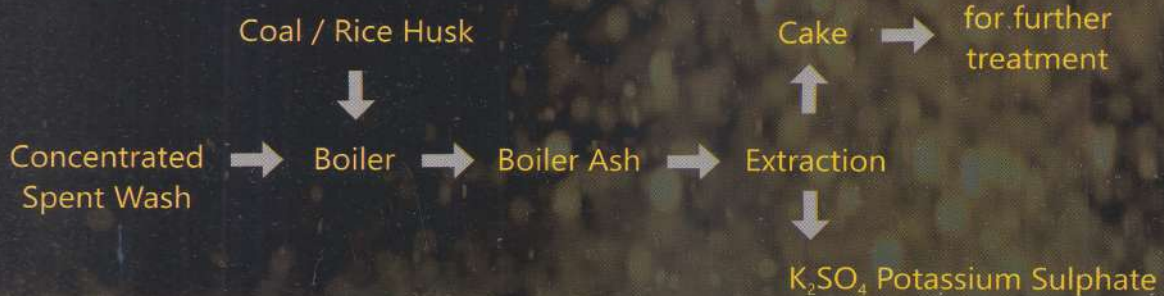 Coal / Rice Husk
Cake
for further
treatment
Concentrated
Spent Wash
Boiler
Boiler Ash
Extraction
K₂SO₄ Potassium Sulphate